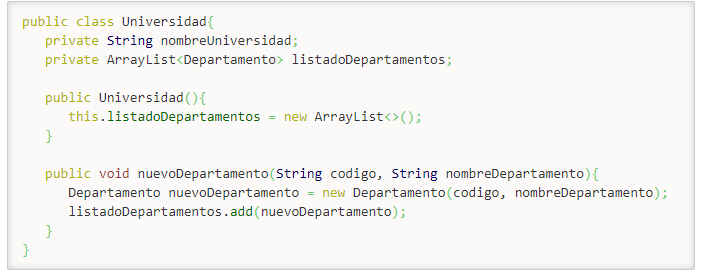 public class Universidad{
private String nombreUniversidad;
private ArrayList<Departamento> listadoDepartamentos;
public Universidad(){
this.listadoDepartamentos = new ArrayList<>();
}
public void nuevoDepartamento(String codigo, String nombreDepartamento){
Departamento nuevoDepartamento = new Departamento(codigo, nombreDepartamento);
listadoDepartamentos.add(nuevoDepartamento);
}
}